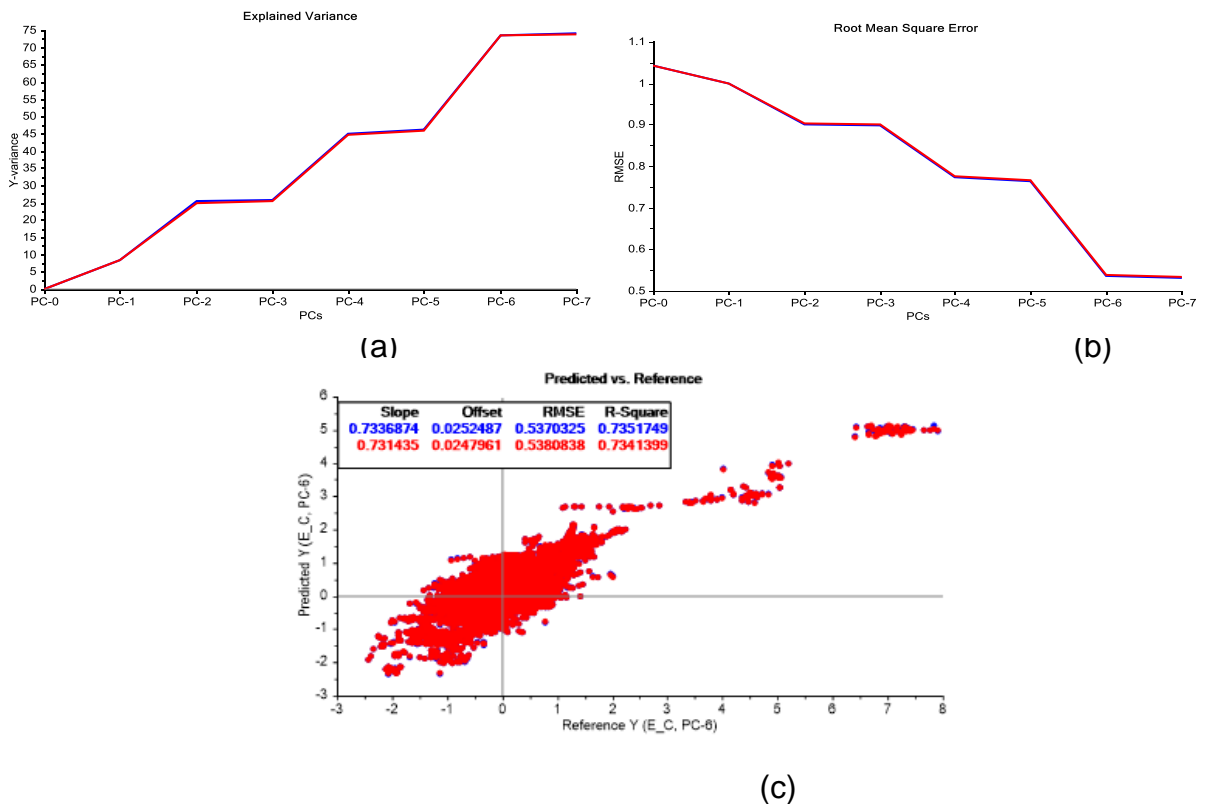 Explained Variance
75
70
65
60
55
50
45
40
35
30
25
20
15
10
5
0
Y-variance
PC-0 PC-1 PC-2 PC-3 PC-4 PC-5 PC-6 PC-7
PCs
(a)
Root Mean Square Error
1.1
1
0.9
0.8
0.7
0.6
0.5
RMSE
PC-0 PC-1 PC-2 PC-3 PC-4 PC-5 PC-6 PC-7
PCs
(b)
Predicted vs. Reference
Slope Offset RMSE R-Square
0.7336874 0.0252487 0.5370325 0.7351749
0.731435 0.0247961 0.5380838 0.7341399
6
5
4
3
2
1
0
-1
-2
-3
Predicted Y (E_C, PC-6)
-3 -2 -1 0 1 2 3 4 5 6 7 8
Reference Y (E_C, PC-6)
(c)